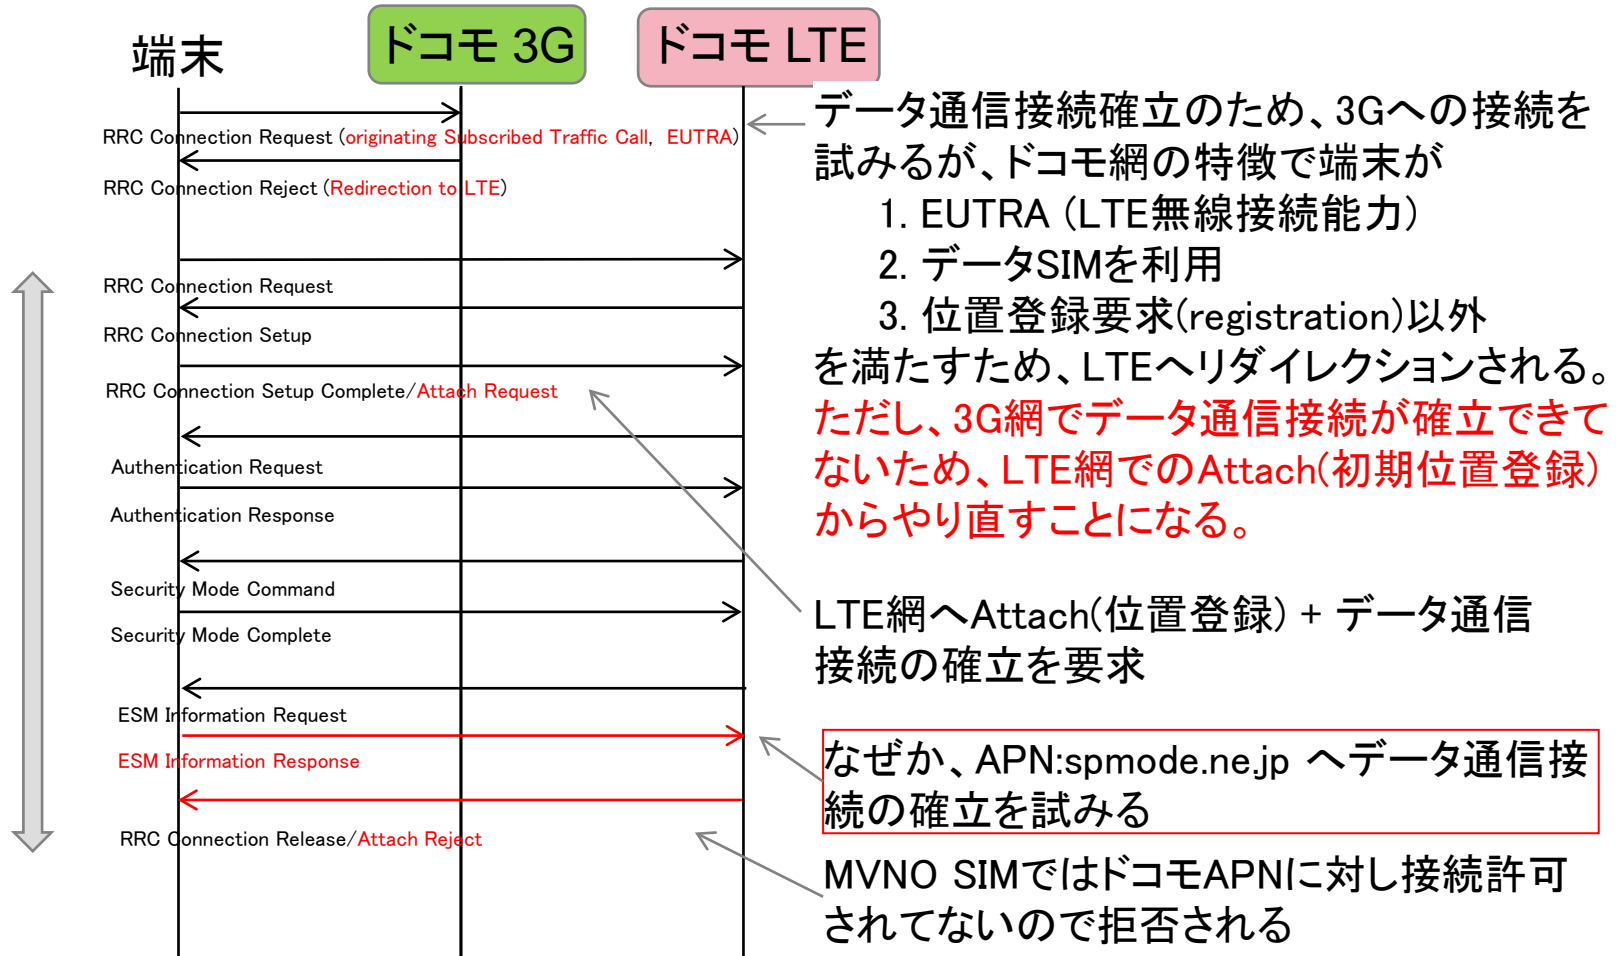 端末
ドコモ 3G
ドコモ LTE
RRC Connection Request (originating Subscribed Traffic Call, EUTRA)
RRC Connection Reject (Redirection to LTE)
RRC Connection Request
RRC Connection Setup
RRC Connection Setup Complete/Attach Request
Authentication Request
Authentication Response
Security Mode Command
Security Mode Complete
ESM Information Request
ESM Information Response
RRC Connection Release/Attach Reject
データ通信接続確立のため、3Gへの接続を
試みるが、ドコモ網の特徴で端末が
1. EUTRA (LTE無線接続能力)
2. データSIMを利用
3. 位置登録要求(registration)以外
を満たすため、LTEへリダイレクションされる。
ただし、3G網でデータ通信接続が確立できて
ないため、LTE網でのAttach(初期位置登録)
からやり直すことになる。
LTE網へAttach(位置登録) + データ通信
接続の確立を要求
なぜか、APN:spmode.ne.jp へデータ通信接
続の確立を試みる
MVNO SIMではドコモAPNに対し接続許可
されてないので拒否される